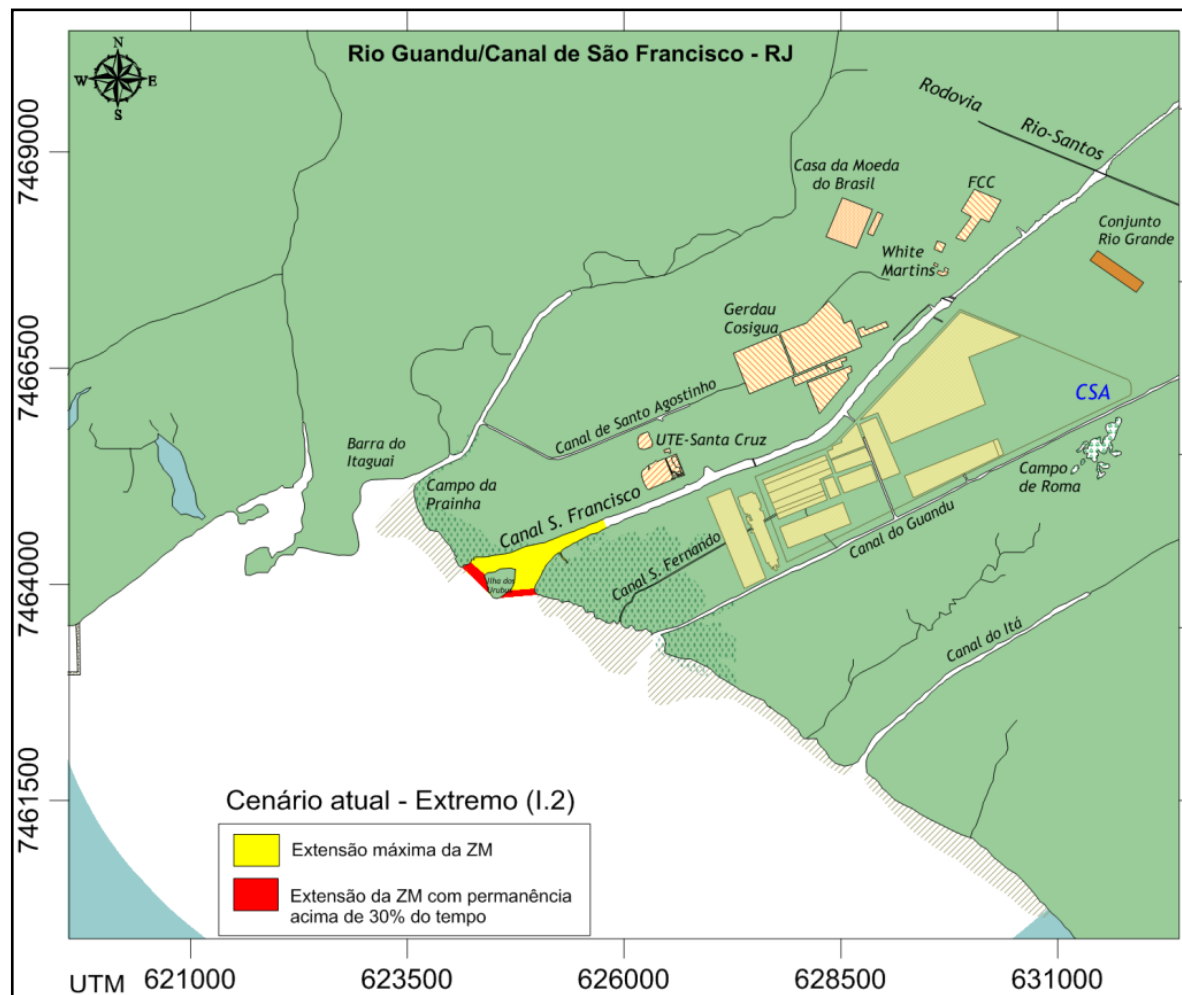 Rio Guandu/Canal de São Francisco - RJ
N
W
E
S
Rodovia
Rio-Santos
7469000
Casa da Moeda
do Brasil
FCC
Conjunto
Rio Grande
White
Martins
Gerdau
Cosigua
7466500
CSA
Canal de Santo Agostinho
UTE-Santa Cruz
Barra do
Itaguai
Campo da
Prainha
Campo
de Roma
Canal S. Francisco
Canal do Guandu
Canal S. Fernando
7464000
Ilha dos
Urubus
Canal do Itá
7461500
Cenário atual - Extremo (I.2)
Extensão máxima da ZM
Extensão da ZM com permanência
acima de 30% do tempo
UTM
621000
623500
626000
628500
631000